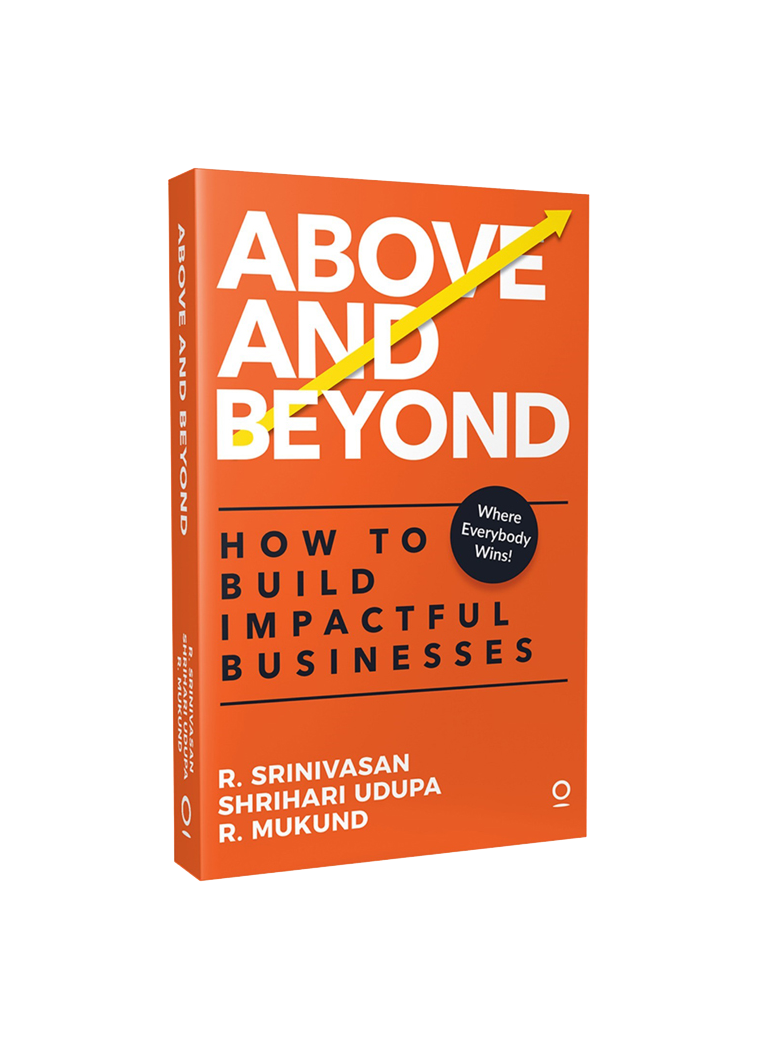 ABOVE
AND
BEYOND
Where
Everybody
Wins!
HOW TO
BUILD
IMPACTFUL
BUSINESSES
R. SRINIVASAN
SHRIHARI UDUPA
R. MUKUND
ABOVE AND BEYOND
R. SRINIVASAN
SHRIHARI UDUPA
R. MUKUND